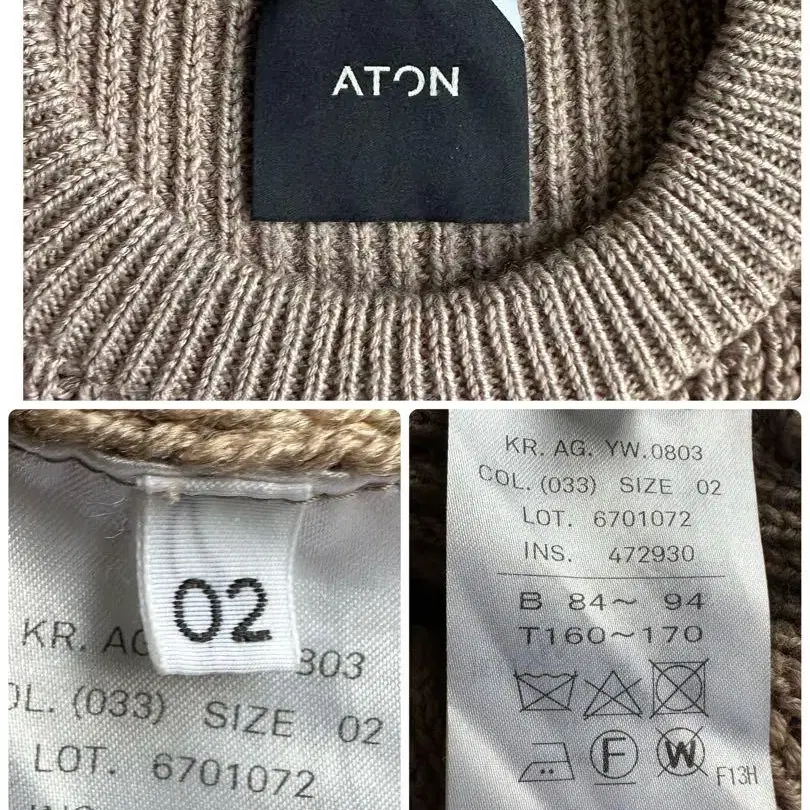 ATON
02
KR. AG 803
OL. (033) SIZE 02
LOT. 6701072
KR. AG. YW.0803
COL. (033) SIZE 02
LOT. 6701072
INS. 472930
B 84～ 94
T160～170
F W
F13H